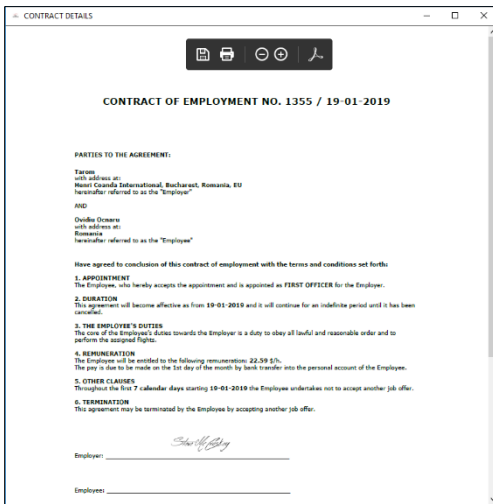 CONTRACT DETAILS
CONTRACT OF EMPLOYMENT NO. 1355 / 19-01-2019
PARTIES TO THE AGREEMENT:
Tarom
with address at:
Henri Coanda International, Bucharest, Romania, EU
hereinafter referred to as the "Employer"
AND
Ovidiu Ocnaru
with address at:
Romania
hereinafter referred to as the "Employee"
Have agreed to conclusion of this contract of employment with the terms and conditions set forth:
1. APPOINTMENT
The Employee, who hereby accepts the appointment and is appointed as FIRST OFFICER for the Employer.
2. DURATION
This agreement will become effective as from 19-01-2019 and it will continue for an indefinite period until it has been
cancelled.
3. THE EMPLOYEE'S DUTIES
The core of the Employee's duties towards the Employer is a duty to obey all lawful and reasonable order and to
perform the assigned flights.
4. REMUNERATION
The Employee will be entitled to the following remuneration: 22.59 $/h.
The pay is due to be made on the 1st day of the month by bank transfer into the personal account of the Employee.
5. OTHER CLAUSES
Throughout the first 7 calendar days starting 19-01-2019 the Employee undertakes not to accept another job offer.
6. TERMINATION
This agreement may be terminated by the Employee by accepting another job offer.
Employer:
Employee: